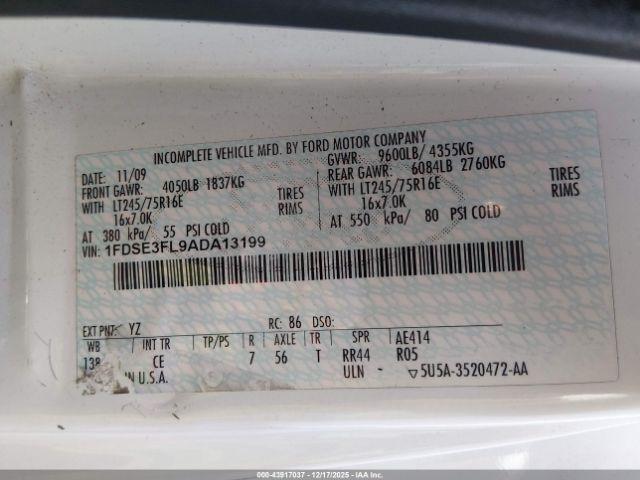 INCOMPLETE VEHICLE MFD. BY FORD MOTOR COMPANY
DATE: 11/09 GVWR: 9600LB/ 4355KG
FRONT GAWR: 4050LB 1837KG REAR GAWR: 6084LB 2760KG
WITH LT245/75R16E TIRES WITH LT245/75R16E TIRES
16x7.0K RIMS 16x7.0K RIMS
AT 380 kPa/ 55 PSI COLD AT 550 kPa/ 80 PSI COLD
VIN: 1FDSE3FL9ADA13199
EXT PNT: YZ RC: 86 DSO:
WB INT TR TP/PS R AXLE TR SPR AE414
138 CE 7 56 T RR44 R05
IN U.S.A. ULN - ▽5U5A-3520472-AA
000-43917037 - 12/17/2025 - IAAI.COM